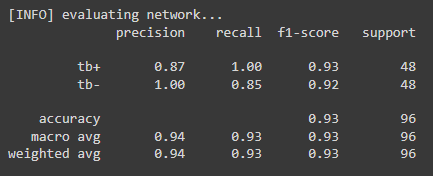 [INFO] evaluating network...
precision recall f1-score support
tb+ 0.87 1.00 0.93 48
tb- 1.00 0.85 0.92 48
accuracy 0.93 96
macro avg 0.94 0.93 0.93 96
weighted avg 0.94 0.93 0.93 96